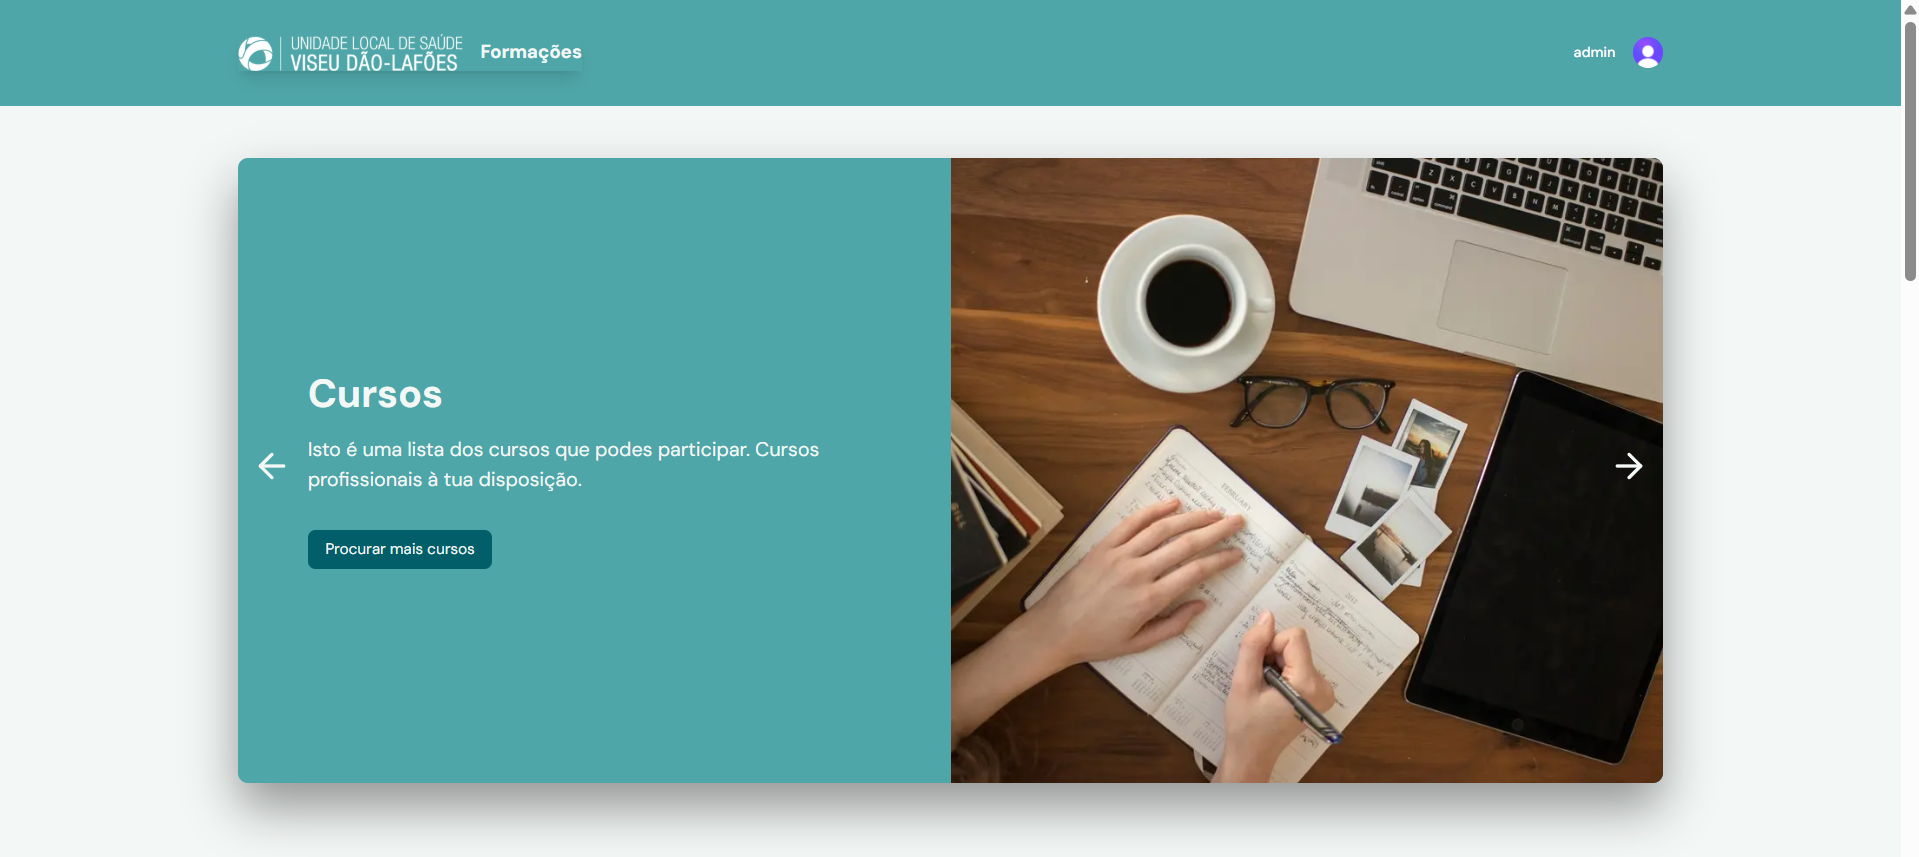 UNIDADE LOCAL DE SAÚDE
VISEU DÃO-LAFÕES
Formações
admin
Cursos
Isto é uma lista dos cursos que podes participar. Cursos
profissionais à tua disposição.
Procurar mais cursos
FEBRUARY